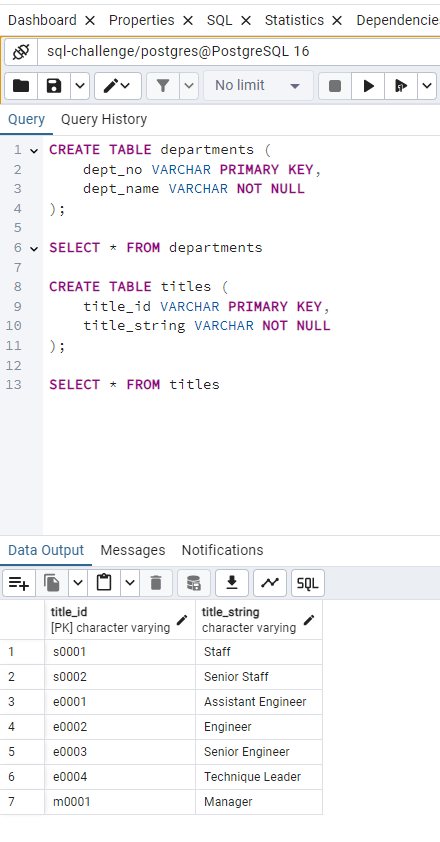 Dashboard × Properties × SQL × Statistics × Dependencie
sql-challenge/postgres@PostgreSQL 16
No limit
Query Query History
1 CREATE TABLE departments (
2 dept_no VARCHAR PRIMARY KEY,
3 dept_name VARCHAR NOT NULL
4 );
5
6 SELECT * FROM departments
7
8 CREATE TABLE titles (
9 title_id VARCHAR PRIMARY KEY,
10 title_string VARCHAR NOT NULL
11 );
12
13 SELECT * FROM titles
Data Output Messages Notifications
SQL
title_id title_string
[PK] character varying character varying
1 s0001 Staff
2 s0002 Senior Staff
3 e0001 Assistant Engineer
4 e0002 Engineer
5 e0003 Senior Engineer
6 e0004 Technique Leader
7 m0001 Manager